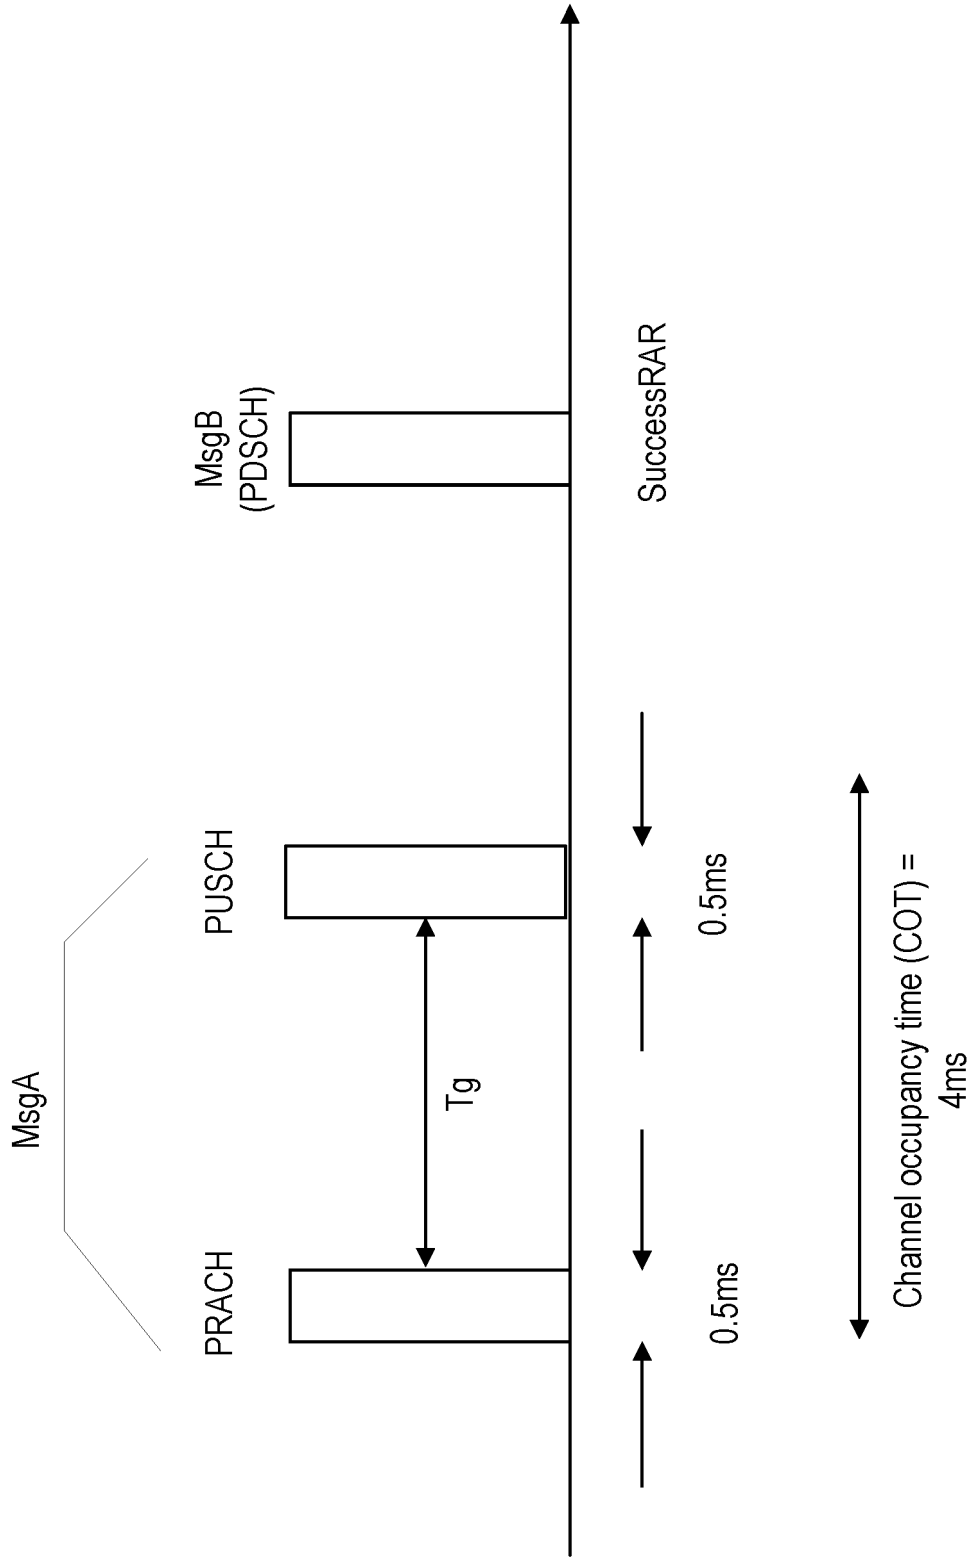 MsgA
PRACH
PUSCH
MsgB
(PDSCH)
Tg
SuccessRAR
0.5ms
0.5ms
Channel occupancy time (COT) =
4ms